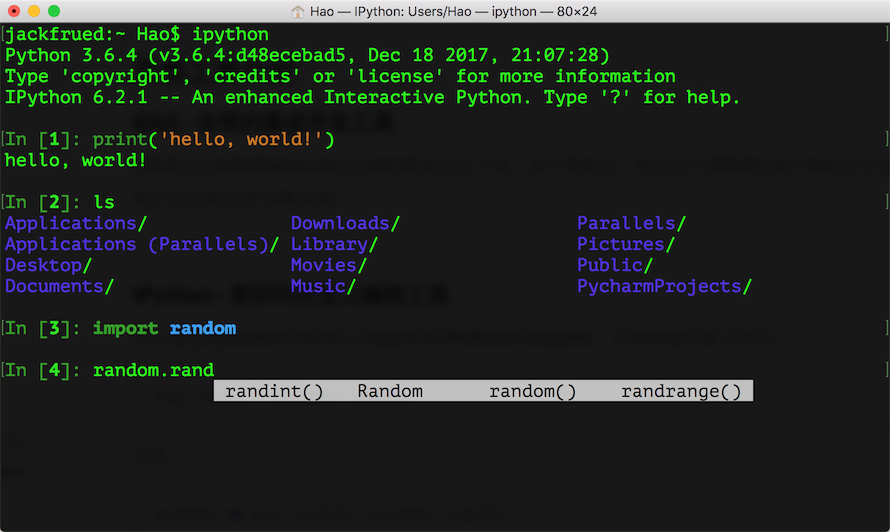 Hao — IPython: Users/Hao — ipython — 80×24
[jackfrued:~ Hao$ ipython ]
Python 3.6.4 (v3.6.4:d48ecebad5, Dec 18 2017, 21:07:28)
Type 'copyright', 'credits' or 'license' for more information
IPython 6.2.1 -- An enhanced Interactive Python. Type '?' for help.
[In [1]: print('hello, world!') ]
hello, world!
[In [2]: ls ]
Applications/ Downloads/ Parallels/
Applications (Parallels)/ Library/ Pictures/
Desktop/ Movies/ Public/
Documents/ Music/ PycharmProjects/
[In [3]: import random ]
[In [4]: random.rand ]
randint() Random random() randrange()